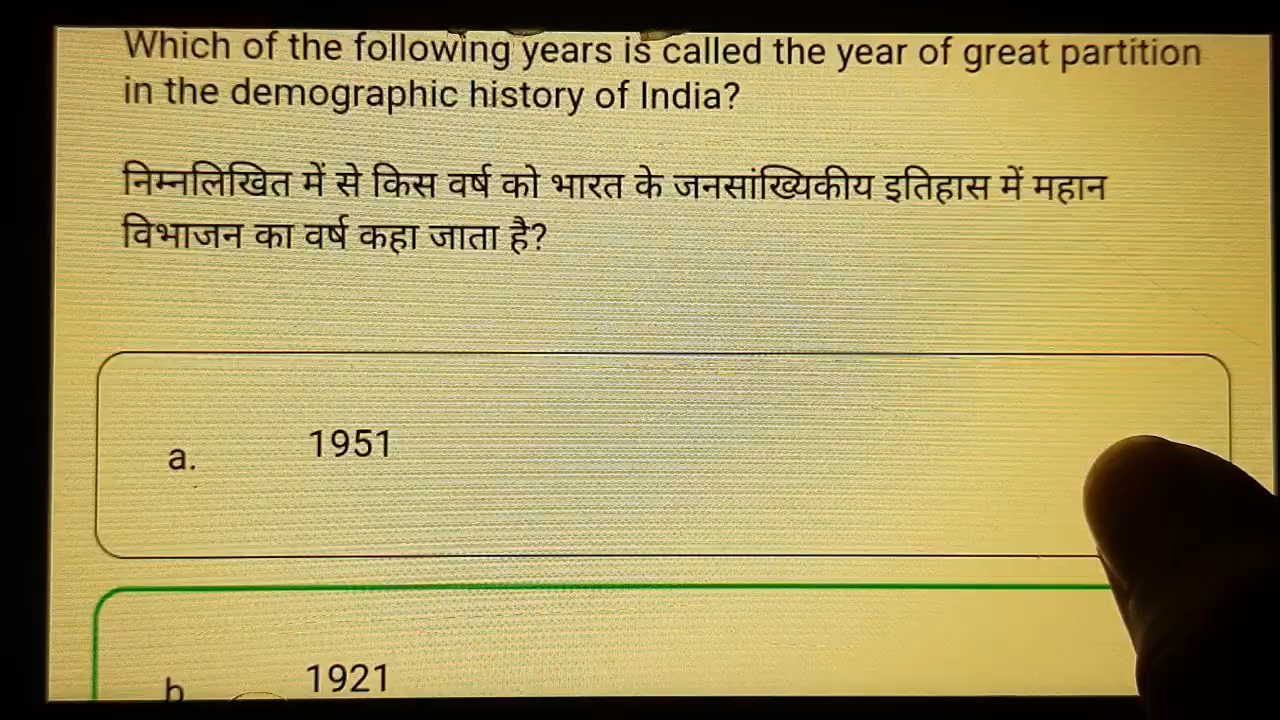 Which of the following years is called the year of great partition
in the demographic history of India?
निम्नलिखित में से किस वर्ष को भारत के जनसांख्यिकीय इतिहास में महान
विभाजन का वर्ष कहा जाता है?
a. 1951
b 1921